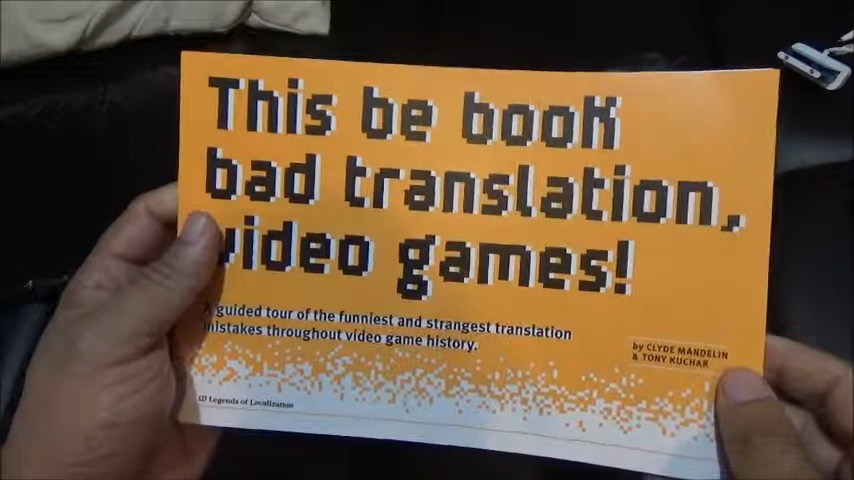 This be book
bad translation,
video games!
A guided tour of the funniest and strangest translation
mistakes throughout video game history.
by CLYDE MANDELIN
& TONY KUCHAR
Legends of Localization